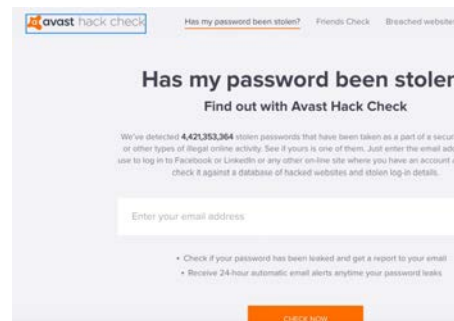 avast hack check
Has my password been stolen? Friends Check Breached websites
Has my password been stolen
Find out with Avast Hack Check
We've detected 4,421,353,364 stolen passwords that have been taken as a part of a secur
or other types of illegal online activity. See if yours is one of them. Just enter the email add
use to log in to Facebook or LinkedIn or any other on-line site where you have an account a
check it against a database of hacked websites and stolen log-in details.
Enter your email address
• Check if your password has been leaked and get a report to your email
• Receive 24-hour automatic email alerts anytime your password leaks
CHECK NOW